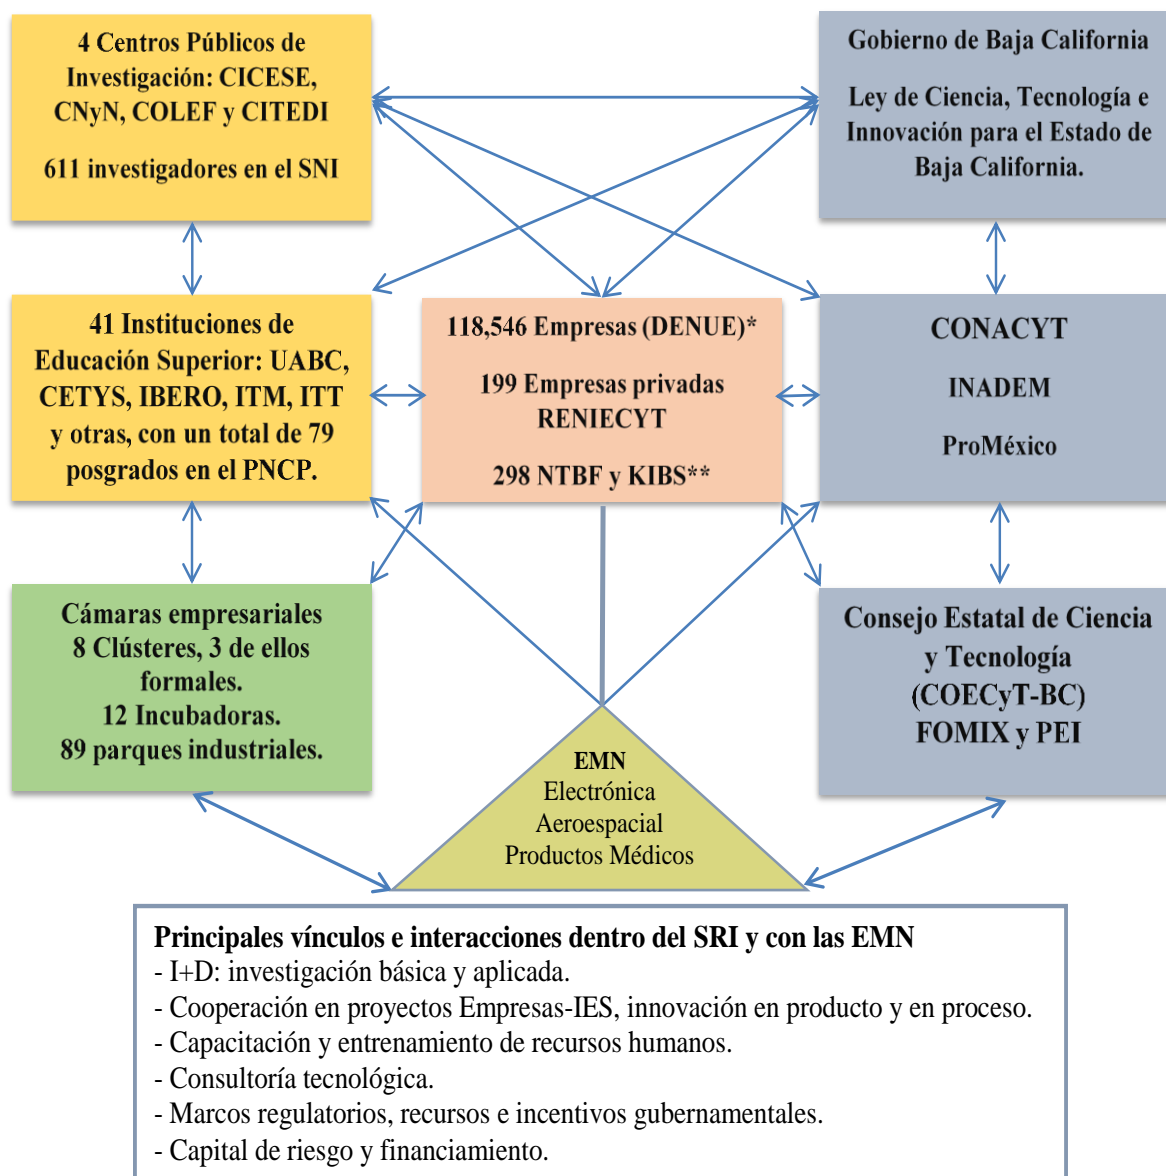 4 Centros Públicos de
Investigación: CICESE,
CNyN, COLEF y CITEDI
611 investigadores en el SNI
Gobierno de Baja California
Ley de Ciencia, Tecnología e
Innovación para el Estado de
Baja California.
41 Instituciones de
Educación Superior: UABC,
CETYS, IBERO, ITM, ITT
y otras, con un total de 79
posgrados en el PNCP.
118,546 Empresas (DENUE)*
199 Empresas privadas
RENIECYT
298 NTBF y KIBS**
CONACYT
INADEM
ProMéxico
Cámaras empresariales
8 Clústeres, 3 de ellos
formales.
12 Incubadoras.
89 parques industriales.
EMN
Electrónica
Aeroespacial
Productos Médicos
Consejo Estatal de Ciencia
y Tecnología
(COECyT-BC)
FOMIX y PEI
Principales vínculos e interacciones dentro del SRI y con las EMN
- I+D: investigación básica y aplicada.
- Cooperación en proyectos Empresas-IES, innovación en producto y en proceso.
- Capacitación y entrenamiento de recursos humanos.
- Consultoría tecnológica.
- Marcos regulatorios, recursos e incentivos gubernamentales.
- Capital de riesgo y financiamiento.